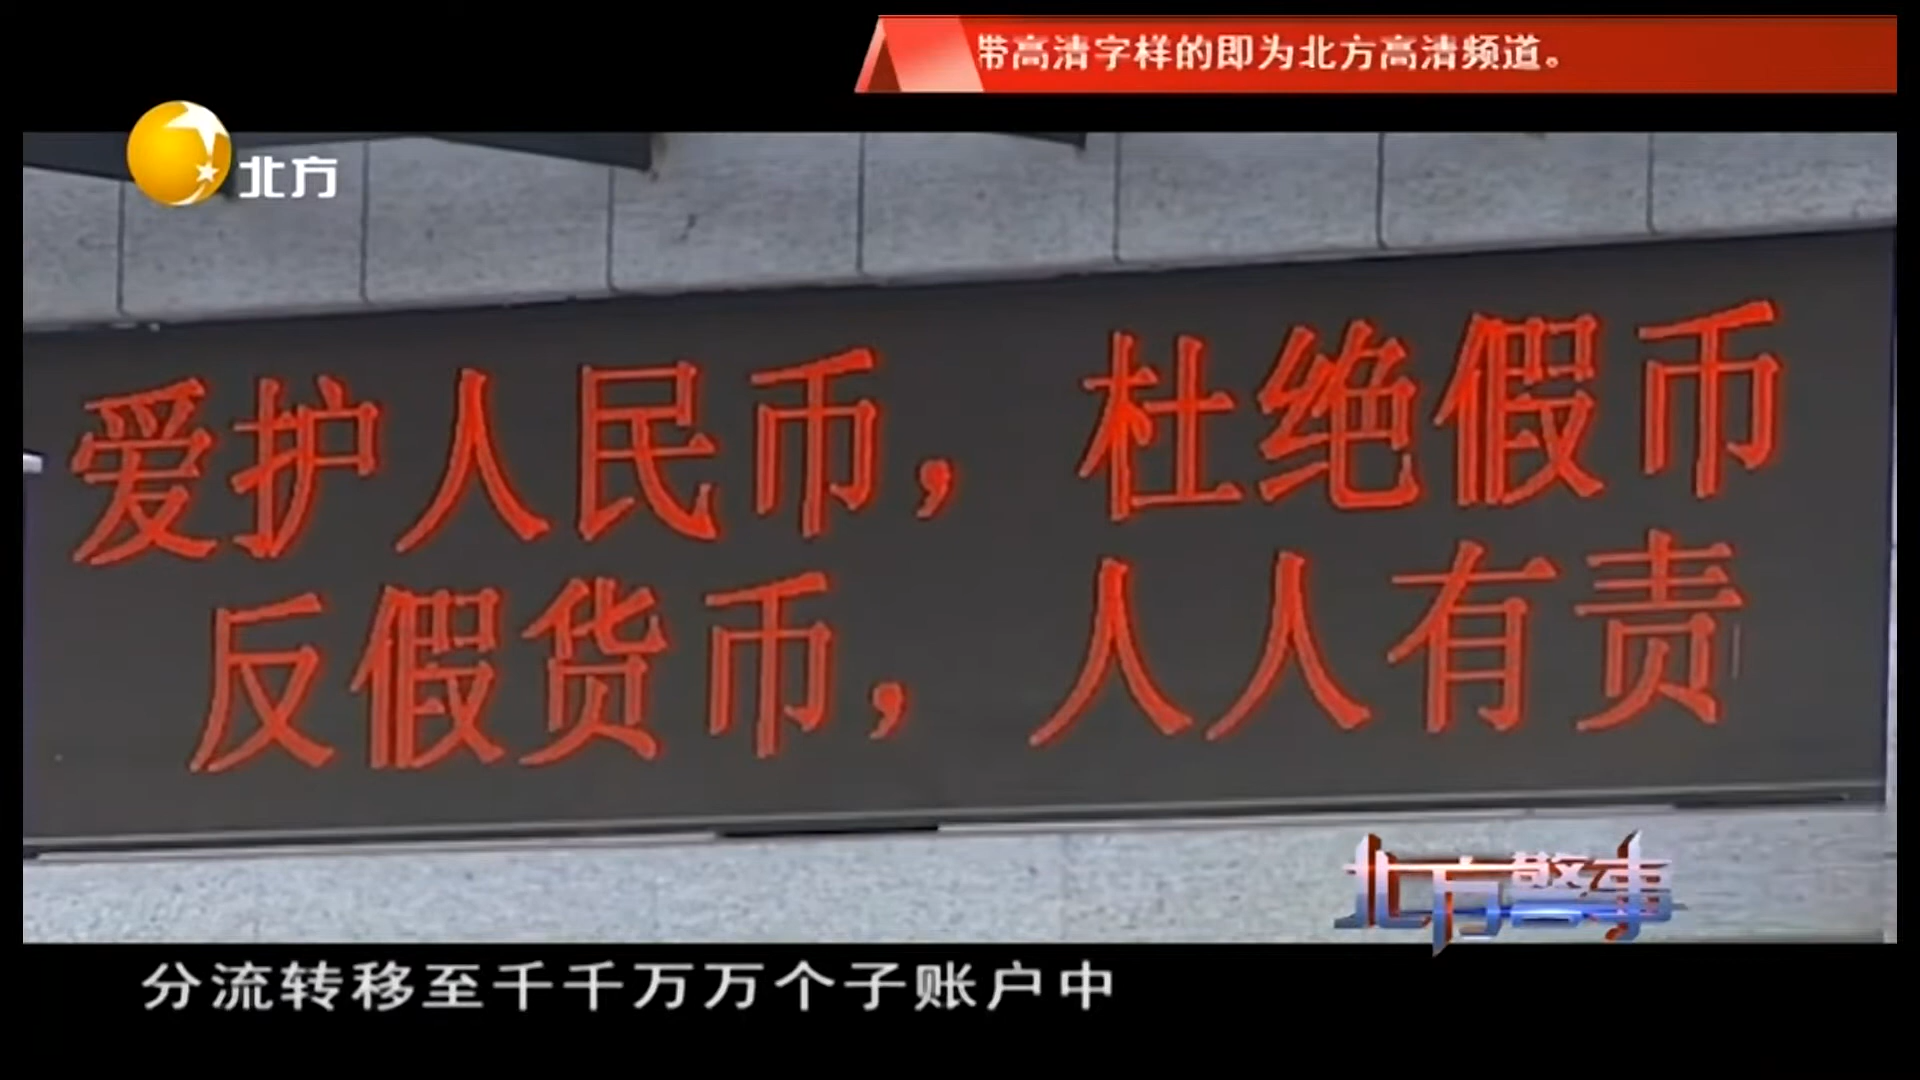 带高清字样的即为北方高清频道。
北方
爱护人民币，杜绝假币
反假货币，人人有责
北方警事
分流转移至千千万万个子账户中